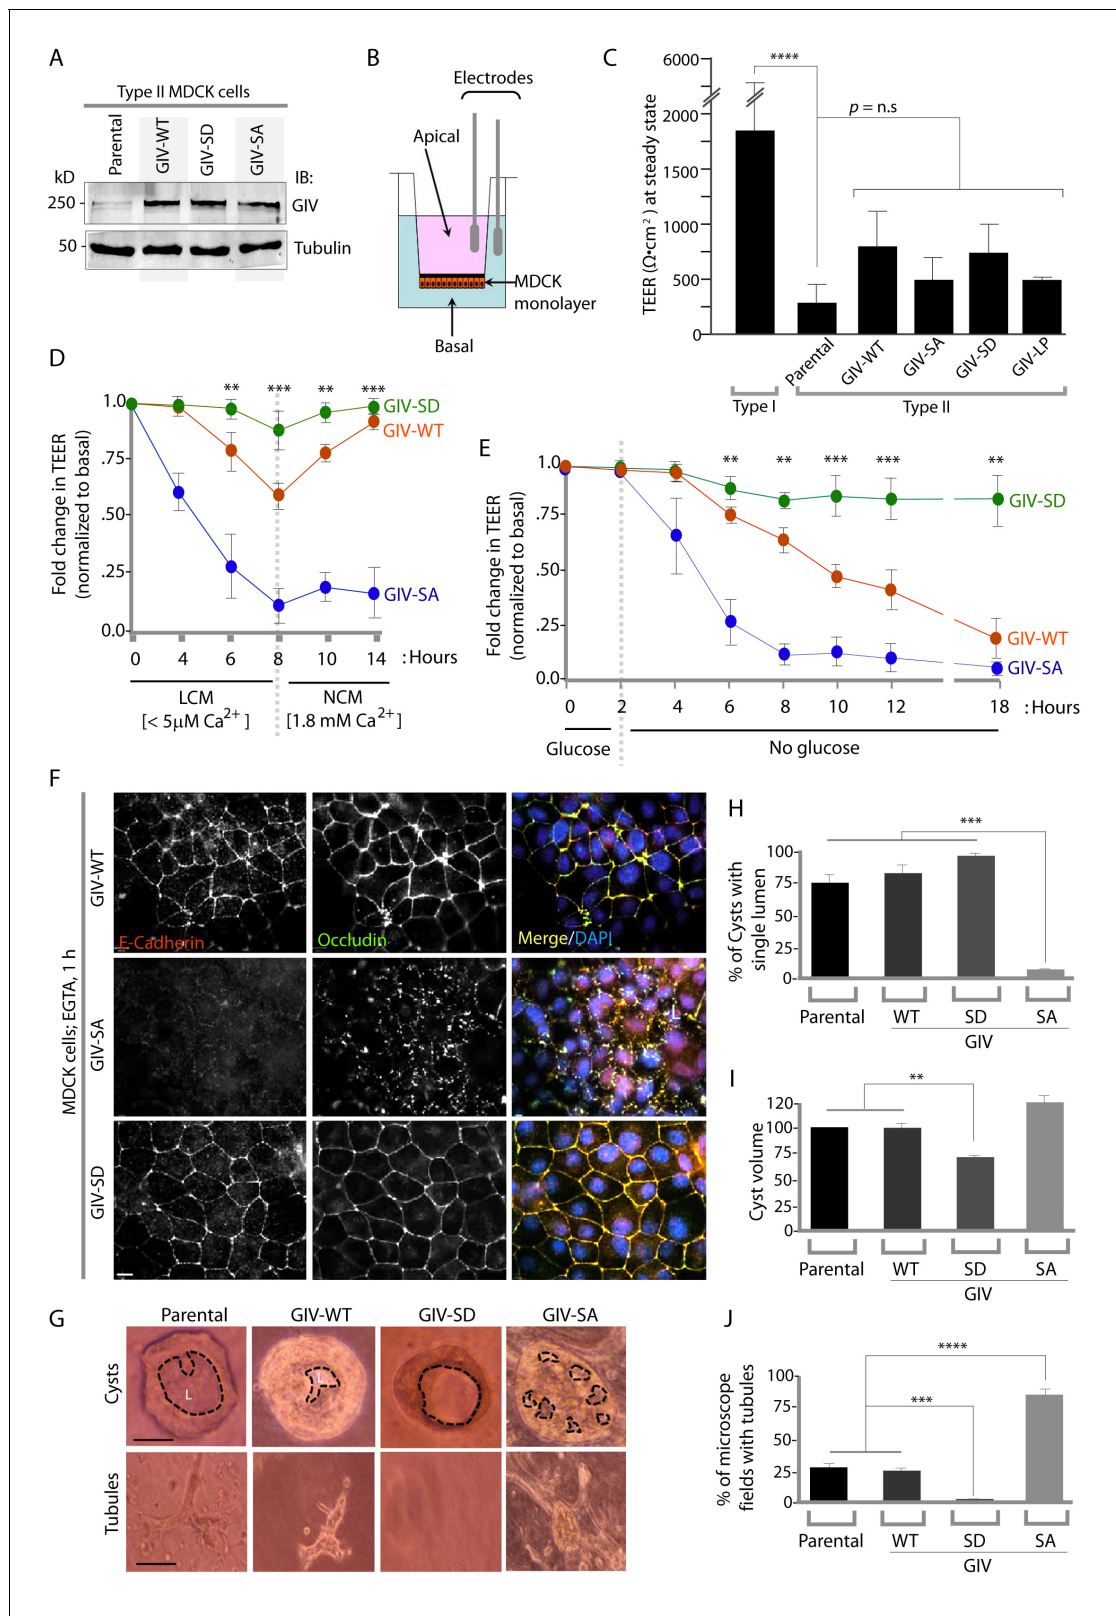 A
Type II MDCK cells
Parental
GIV-WT
GIV-SD
GIV-SA
kD
IB:
250
GIV
50
Tubulin
B
Electrodes
Apical
MDCK
monolayer
Basal
C
TEER (Ω•cm²) at steady state
6000
2000
1500
1000
500
0
****
p = n.s
Parental
GIV-WT
GIV-SA
GIV-SD
GIV-LP
Type I
Type II
D
Fold change in TEER
(normalized to basal)
1.0
.75
.50
.25
0.0
** *** ** ***
GIV-SD
GIV-WT
GIV-SA
0 4 6 8 10 14 : Hours
LCM
[< 5µM Ca2+ ]
NCM
[1.8 mM Ca2+]
E
Fold change in TEER
(normalized to basal)
1.0
.75
.50
.25
0.0
** ** *** *** **
GIV-SD
GIV-WT
GIV-SA
0 2 4 6 8 10 12 18 : Hours
Glucose
No glucose
F
MDCK cells; EGTA, 1 h
GIV-WT
GIV-SA
GIV-SD
E-Cadherin
Occludin
Merge/DAPI
L
G
Parental GIV-WT GIV-SD GIV-SA
Cysts
L
L
Tubules
H
% of Cysts with
single lumen
100
75
50
25
0
***
Parental WT SD SA
GIV
I
Cyst volume
120
100
75
50
25
0
**
Parental WT SD SA
GIV
J
% of microscope
fields with tubules
100
75
50
25
0
****
***
Parental WT SD SA
GIV